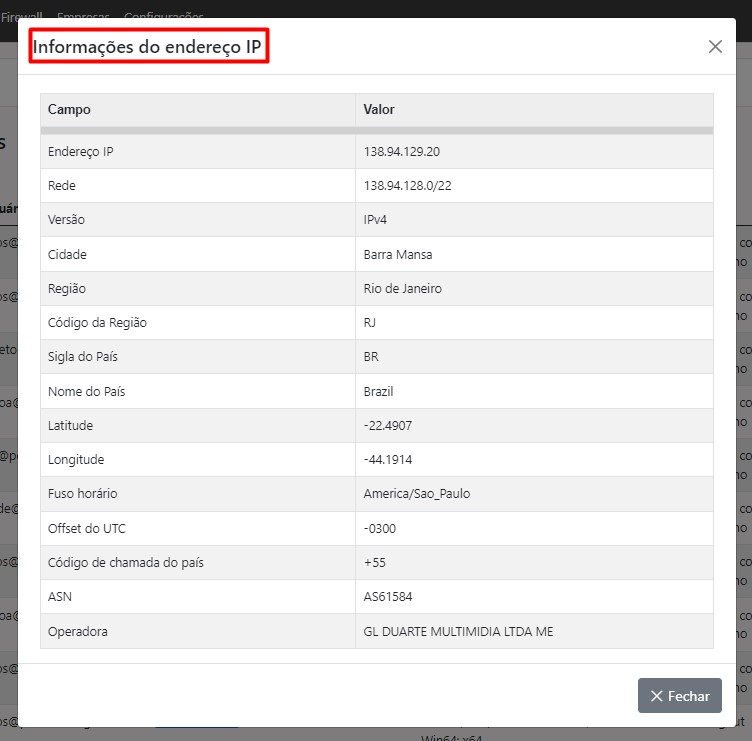 Firewall Empresas Configurações
Informações do endereço IP
Campo Valor
Endereço IP 138.94.129.20
Rede 138.94.128.0/22
Versão IPv4
Cidade Barra Mansa
Região Rio de Janeiro
Código da Região RJ
Sigla do País BR
Nome do País Brazil
Latitude -22.4907
Longitude -44.1914
Fuso horário America/Sao_Paulo
Offset do UTC -0300
Código de chamada do país +55
ASN AS61584
Operadora GL DUARTE MULTIMIDIA LTDA ME
Fechar
Win64; x64